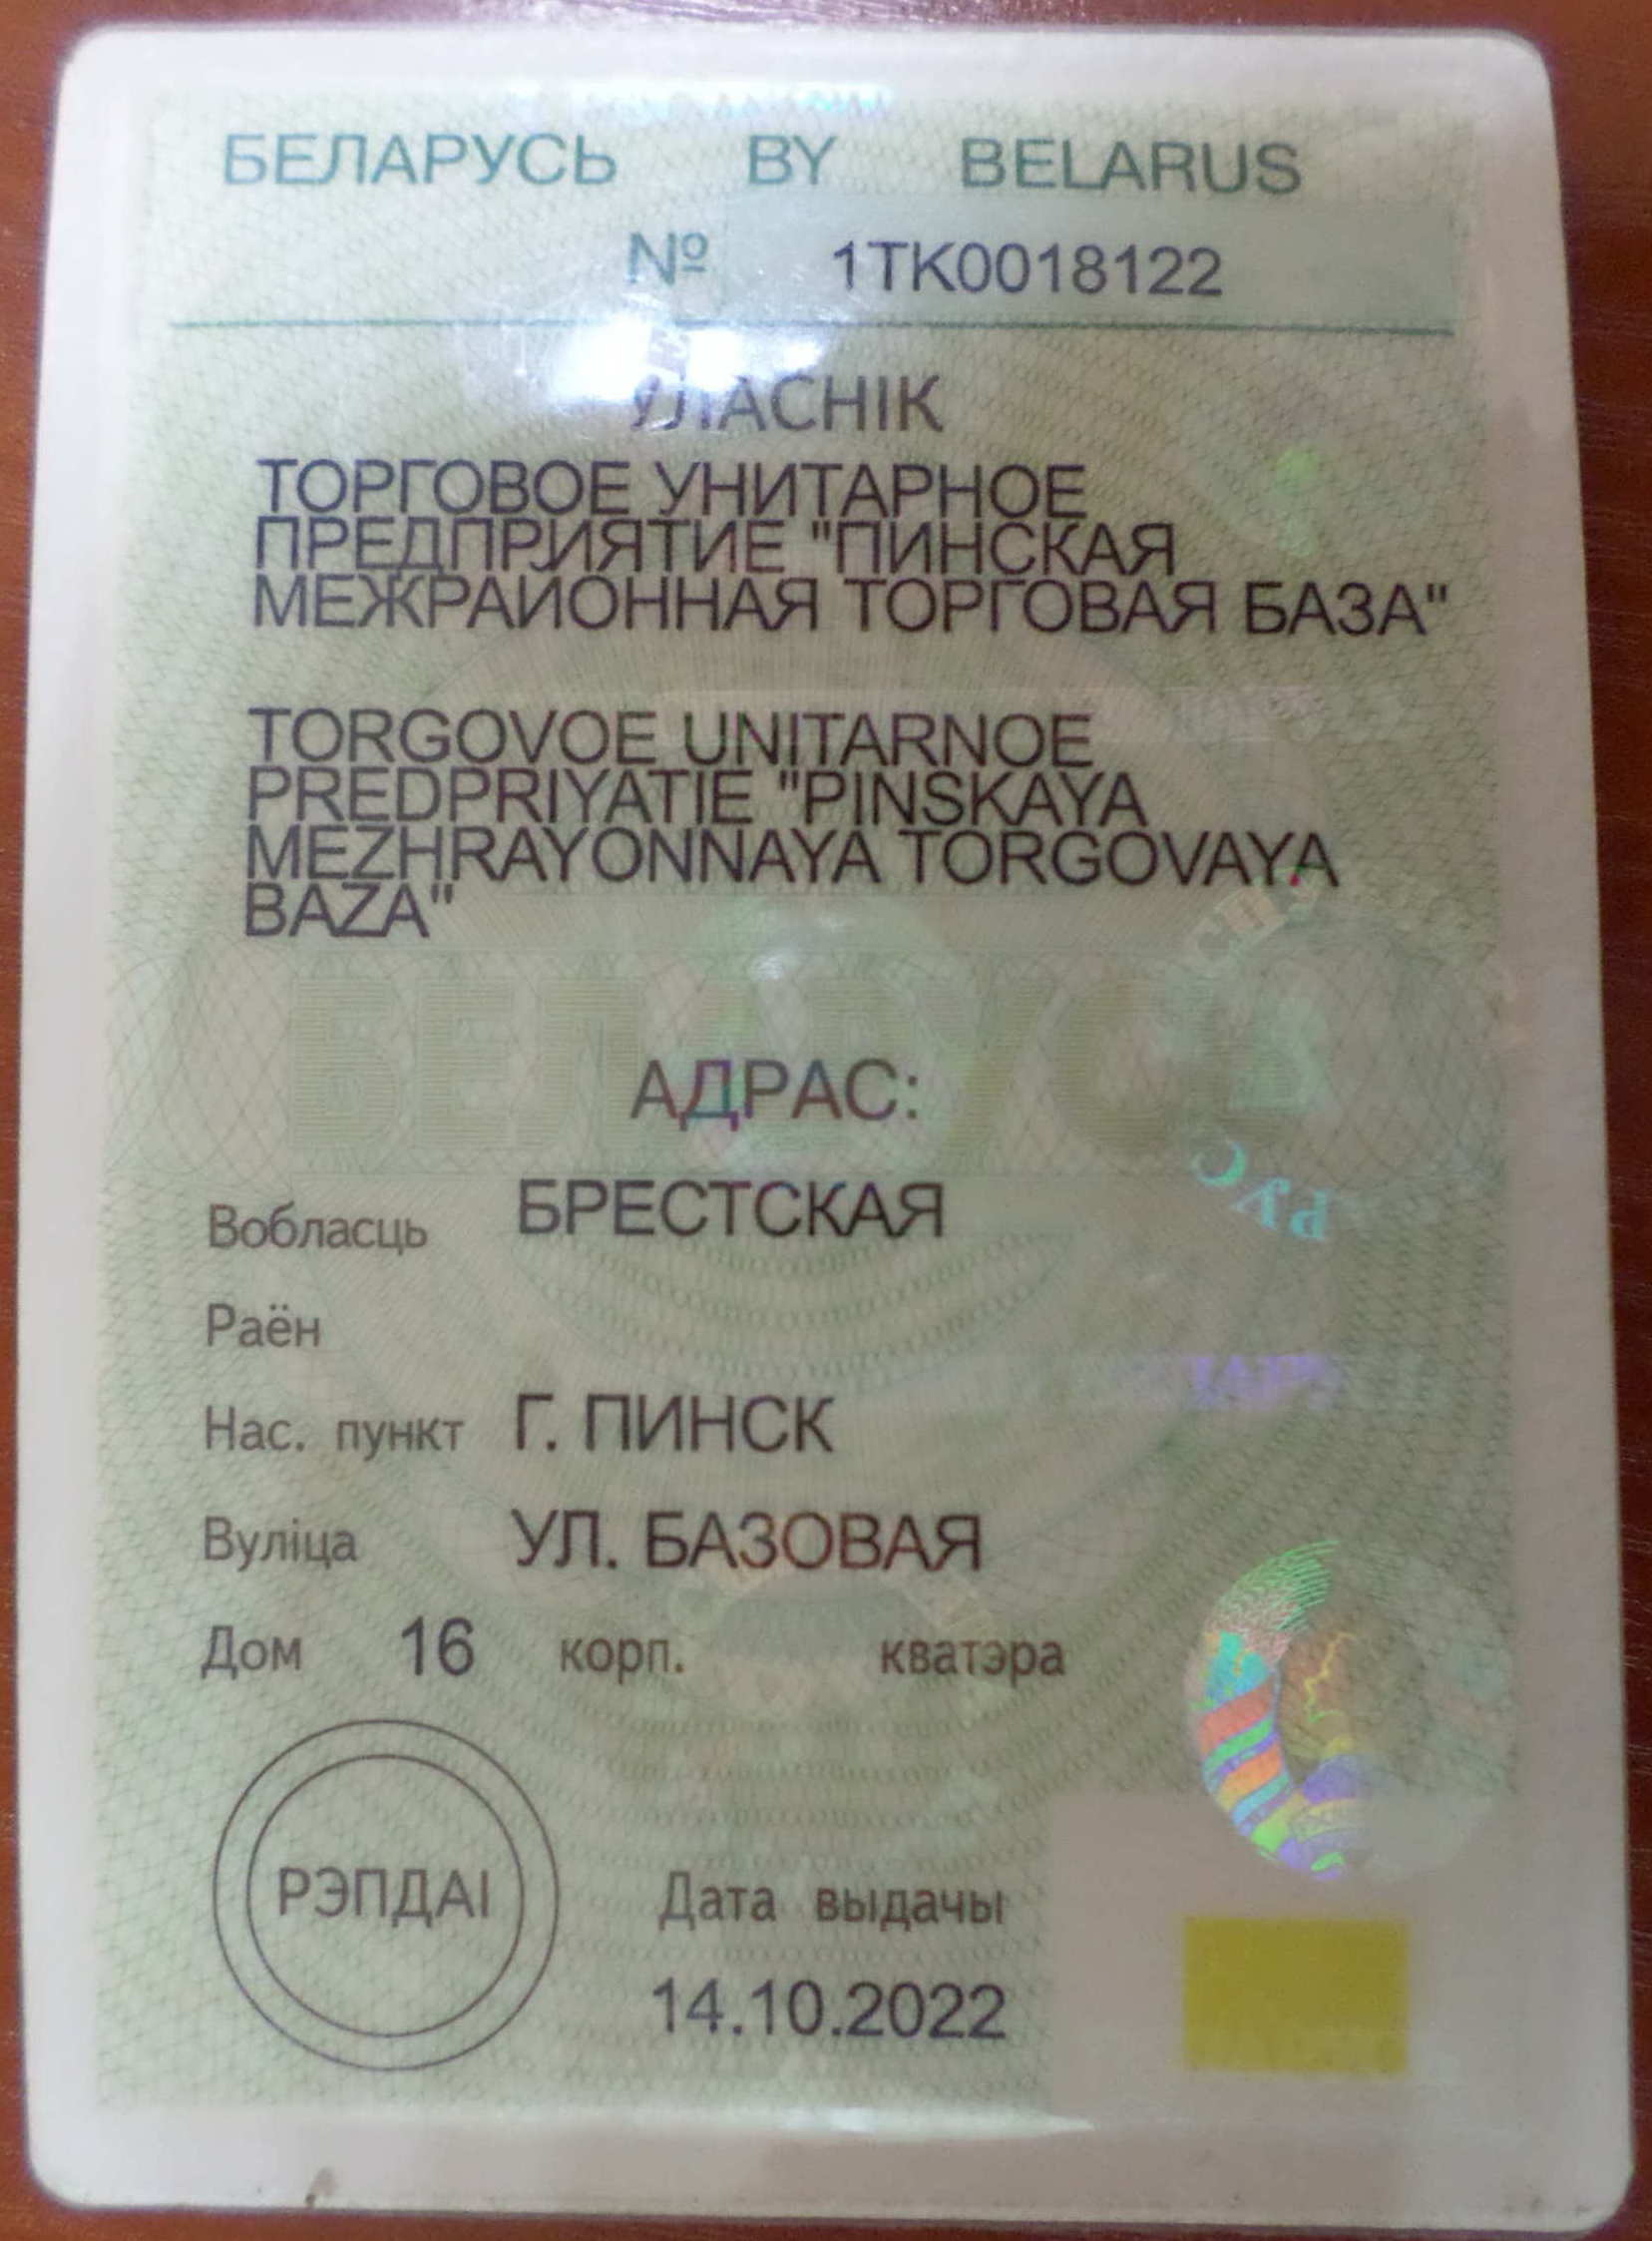 БЕЛАРУСЬ BY BELARUS
№ 1TK0018122
УЛАСНІК
ТОРГОВОЕ УНИТАРНОЕ
ПРЕДПРИЯТИЕ "ПИНСКАЯ
МЕЖРАЙОННАЯ ТОРГОВАЯ БАЗА"
TORGOVOE UNITARNOE
PREDPRIYATIE "PINSKAYA
MEZHRAYONNAYA TORGOVAYA
BAZA"
БЕЛАРУСЬ
АДРАС:
Вобласць БРЕСТСКАЯ
Раён
Нас. пункт Г. ПИНСК
Вуліца УЛ. БАЗОВАЯ
Дом 16 корп. кватэра
РЭПДАІ
Дата выдачы
14.10.2022